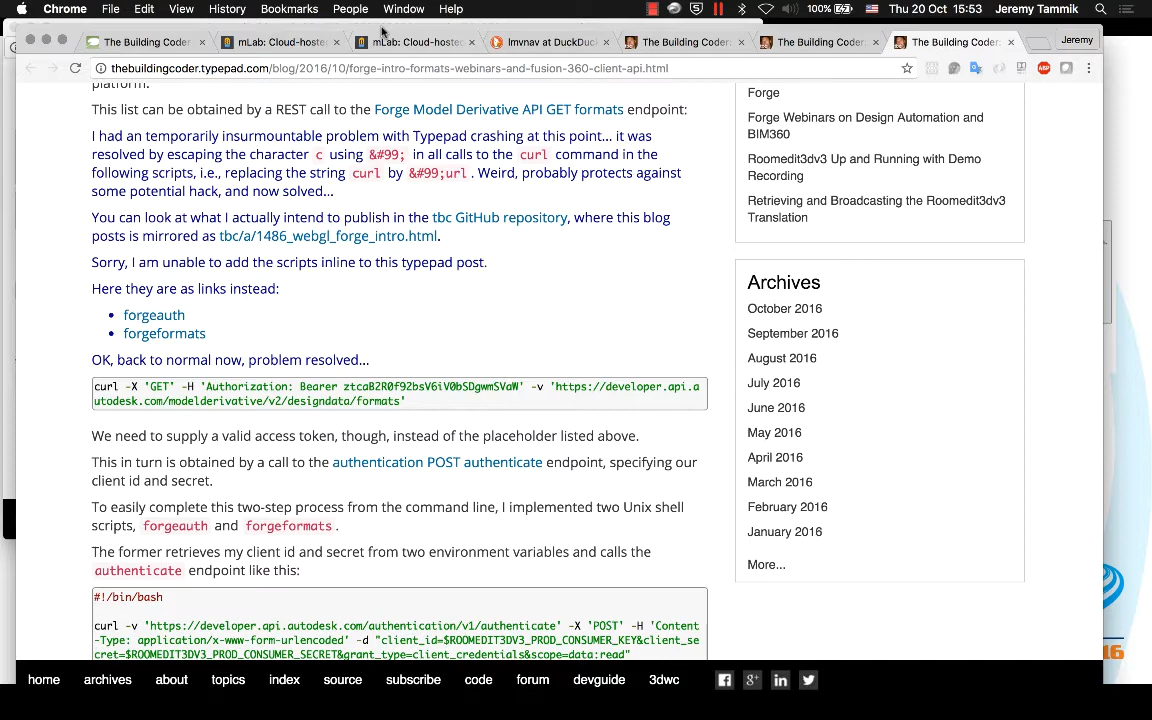 Chrome File Edit View History Bookmarks People Window Help 100% Thu 20 Oct 15:53 Jeremy Tammik
The Building Coder mLab: Cloud-hoste mLab: Cloud-hoste lmvnav at DuckDuc The Building Coder: The Building Coder: The Building Coder: Jeremy
thebuildingcoder.typepad.com/blog/2016/10/forge-intro-formats-webinars-and-fusion-360-client-api.html
platform.
This list can be obtained by a REST call to the Forge Model Derivative API GET formats endpoint:
I had an temporarily insurmountable problem with Typepad crashing at this point... it was
resolved by escaping the character c using &#99; in all calls to the curl command in the
following scripts, i.e., replacing the string curl by &#99;url. Weird, probably protects against
some potential hack, and now solved...
You can look at what I actually intend to publish in the tbc GitHub repository, where this blog
posts is mirrored as tbc/a/1486_webgl_forge_intro.html.
Sorry, I am unable to add the scripts inline to this typepad post.
Here they are as links instead:
• forgeauth
• forgeformats
OK, back to normal now, problem resolved...
curl -X 'GET' -H 'Authorization: Bearer ztcaB2R0f92bsV6iV0bSDgwmSVaW' -v 'https://developer.api.a
utodesk.com/modelderivative/v2/designdata/formats'
We need to supply a valid access token, though, instead of the placeholder listed above.
This in turn is obtained by a call to the authentication POST authenticate endpoint, specifying our
client id and secret.
To easily complete this two-step process from the command line, I implemented two Unix shell
scripts, forgeauth and forgeformats.
The former retrieves my client id and secret from two environment variables and calls the
authenticate endpoint like this:
#!/bin/bash
curl -v 'https://developer.api.autodesk.com/authentication/v1/authenticate' -X 'POST' -H 'Content
-Type: application/x-www-form-urlencoded' -d "client_id=$ROOMEDIT3DV3_PROD_CONSUMER_KEY&client_se
cret=$ROOMEDIT3DV3_PROD_CONSUMER_SECRET&grant_type=client_credentials&scope=data:read"
Forge
Forge Webinars on Design Automation and
BIM360
Roomedit3dv3 Up and Running with Demo
Recording
Retrieving and Broadcasting the Roomedit3dv3
Translation
Archives
October 2016
September 2016
August 2016
July 2016
June 2016
May 2016
April 2016
March 2016
February 2016
January 2016
More...
home archives about topics index source subscribe code forum devguide 3dwc
16